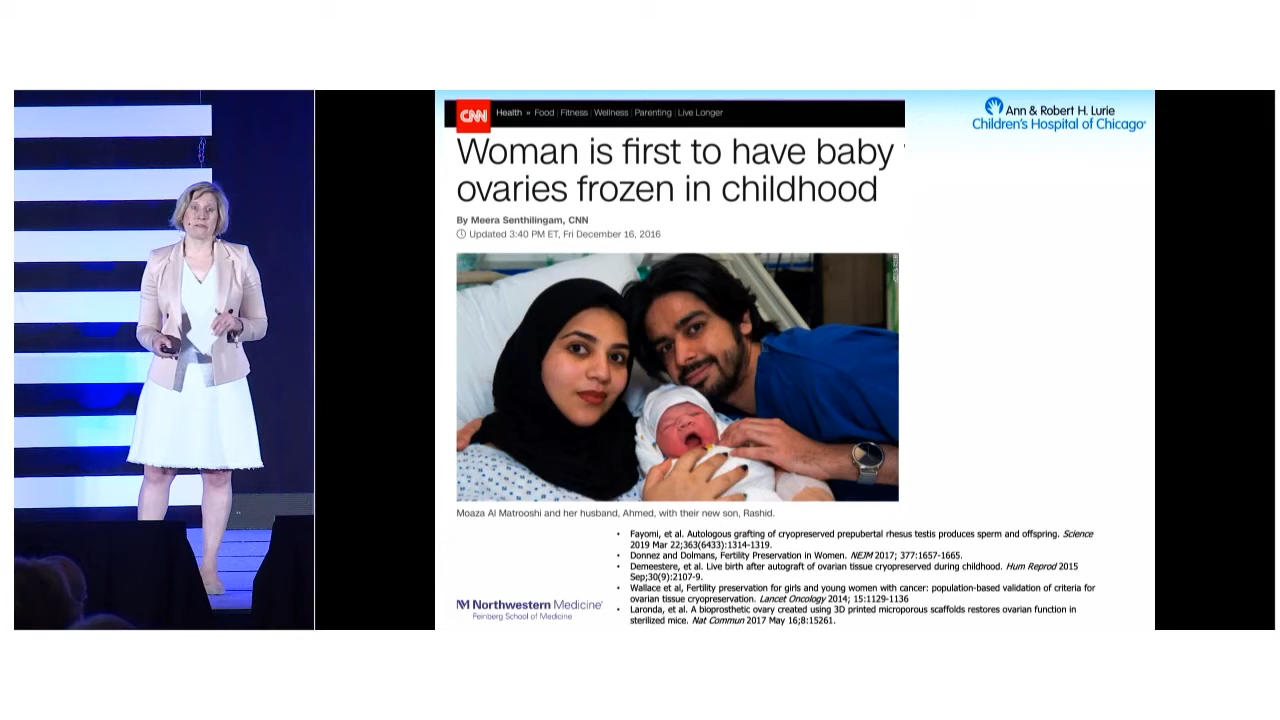 CNN Health » Food | Fitness | Wellness | Parenting | Live Longer
Ann & Robert H. Lurie
Children's Hospital of Chicago
Woman is first to have baby
ovaries frozen in childhood
By Meera Senthilingam, CNN
Updated 3:40 PM ET, Fri December 16, 2016
Moaza Al Matrooshi and her husband, Ahmed, with their new son, Rashid.
• Fayomi, et al. Autologous grafting of cryopreserved prepubertal rhesus testis produces sperm and offspring. Science
2019 Mar 22;363(6433):1314-1319.
• Donnez and Dolmans, Fertility Preservation in Women. NEJM 2017; 377:1657-1665.
• Demeestere, et al. Live birth after autograft of ovarian tissue cryopreserved during childhood. Hum Reprod 2015
Sep;30(9):2107-9.
• Wallace et al, Fertility preservation for girls and young women with cancer: population-based validation of criteria for
ovarian tissue cryopreservation. Lancet Oncology 2014; 15:1129-1136
• Laronda, et al. A bioprosthetic ovary created using 3D printed microporous scaffolds restores ovarian function in
sterilized mice. Nat Commun 2017 May 16;8:15261.
Northwestern Medicine®
Feinberg School of Medicine